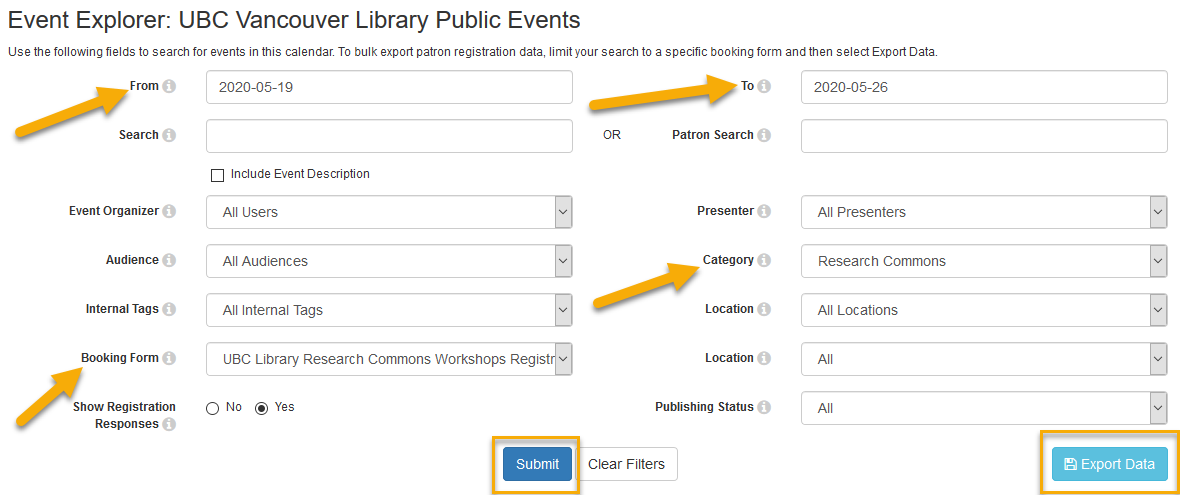 Event Explorer: UBC Vancouver Library Public Events
Use the following fields to search for events in this calendar. To bulk export patron registration data, limit your search to a specific booking form and then select Export Data.
From 2020-05-19 To 2020-05-26
Search OR Patron Search
Include Event Description
Event Organizer All Users Presenter All Presenters
Audience All Audiences Category Research Commons
Internal Tags All Internal Tags Location All Locations
Booking Form UBC Library Research Commons Workshops Registr Location All
Show Registration Responses No Yes Publishing Status All
Submit Clear Filters Export Data